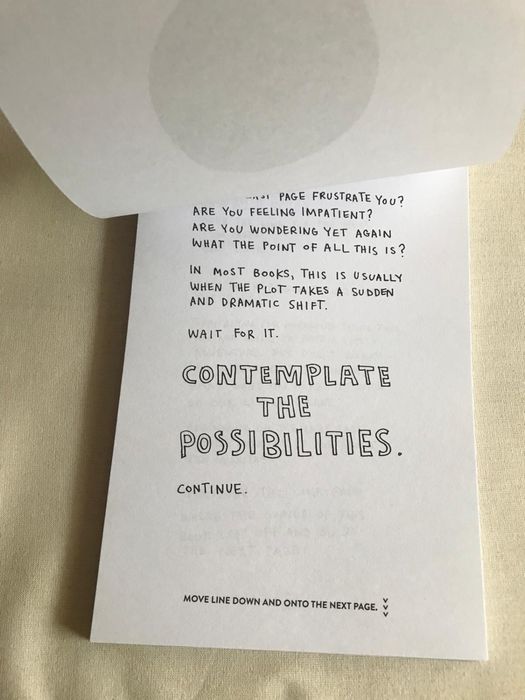 PAGE FRUSTRATE YOU?
ARE YOU FEELING IMPATIENT?
ARE YOU WONDERING YET AGAIN
WHAT THE POINT OF ALL THIS IS?
IN MOST BOOKS, THIS IS USUALLY
WHEN THE PLOT TAKES A SUDDEN
AND DRAMATIC SHIFT.
WAIT FOR IT.
CONTEMPLATE
THE
POSSIBILITIES.
CONTINUE.
MOVE LINE DOWN AND ONTO THE NEXT PAGE.